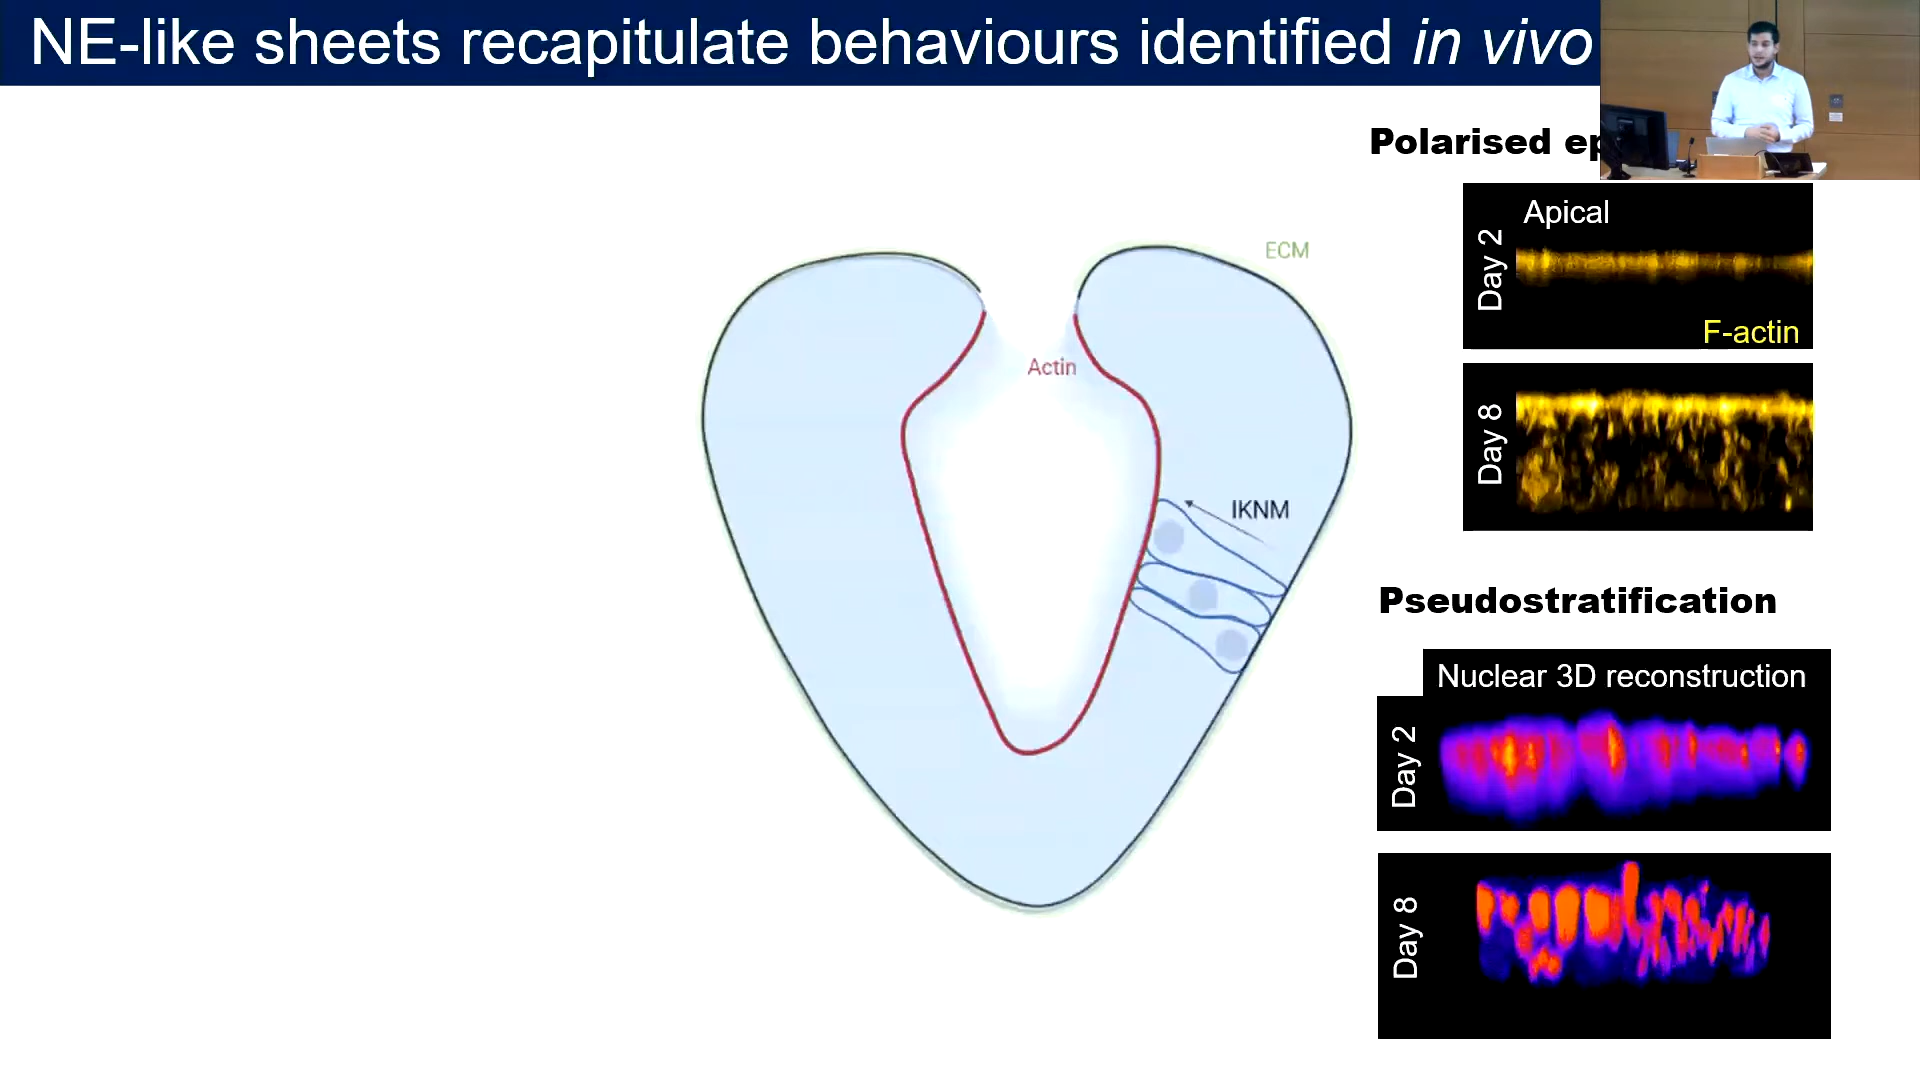 NE-like sheets recapitulate behaviours identified in vivo
Polarised
Apical
Day 2
F-actin
Day 8
ECM
Actin
IKNM
Pseudostratification
Nuclear 3D reconstruction
Day 2
Day 8